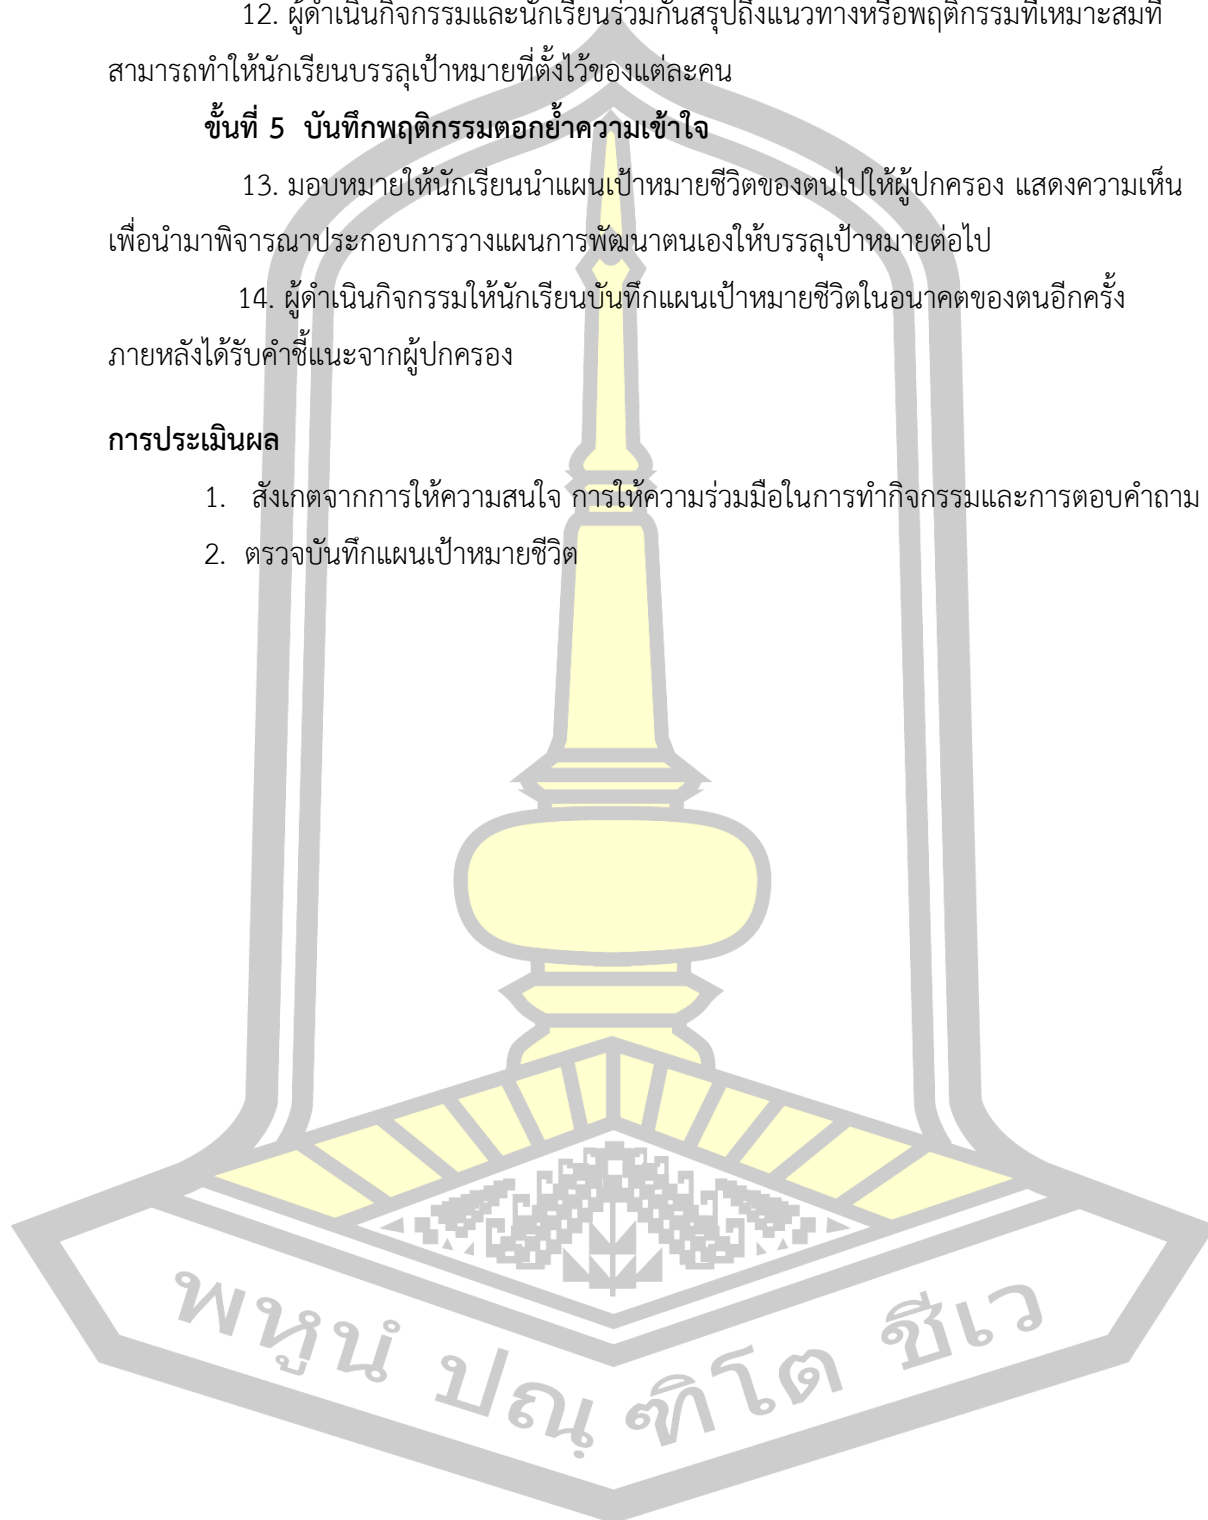 12. ผู้ดำเนินกิจกรรมและนักเรียนร่วมกันสรุปถึงแนวทางหรือพฤติกรรมที่เหมาะสมที่
สามารถทำให้นักเรียนบรรลุเป้าหมายที่ตั้งไว้ของแต่ละคน
ขั้นที่ 5 บันทึกพฤติกรรมตอกย้ำความเข้าใจ
13. มอบหมายให้นักเรียนนำแผนเป้าหมายชีวิตของตนไปให้ผู้ปกครอง แสดงความเห็น
เพื่อนำมาพิจารณาประกอบการวางแผนการพัฒนาตนเองให้บรรลุเป้าหมายต่อไป
14. ผู้ดำเนินกิจกรรมให้นักเรียนบันทึกแผนเป้าหมายชีวิตในอนาคตของตนอีกครั้ง
ภายหลังได้รับคำชี้แนะจากผู้ปกครอง
การประเมินผล
1. สังเกตจากการให้ความสนใจ การให้ความร่วมมือในการทำกิจกรรมและการตอบคำถาม
2. ตรวจบันทึกแผนเป้าหมายชีวิต
พหูนํ ปณฺฑิโต ชีเว